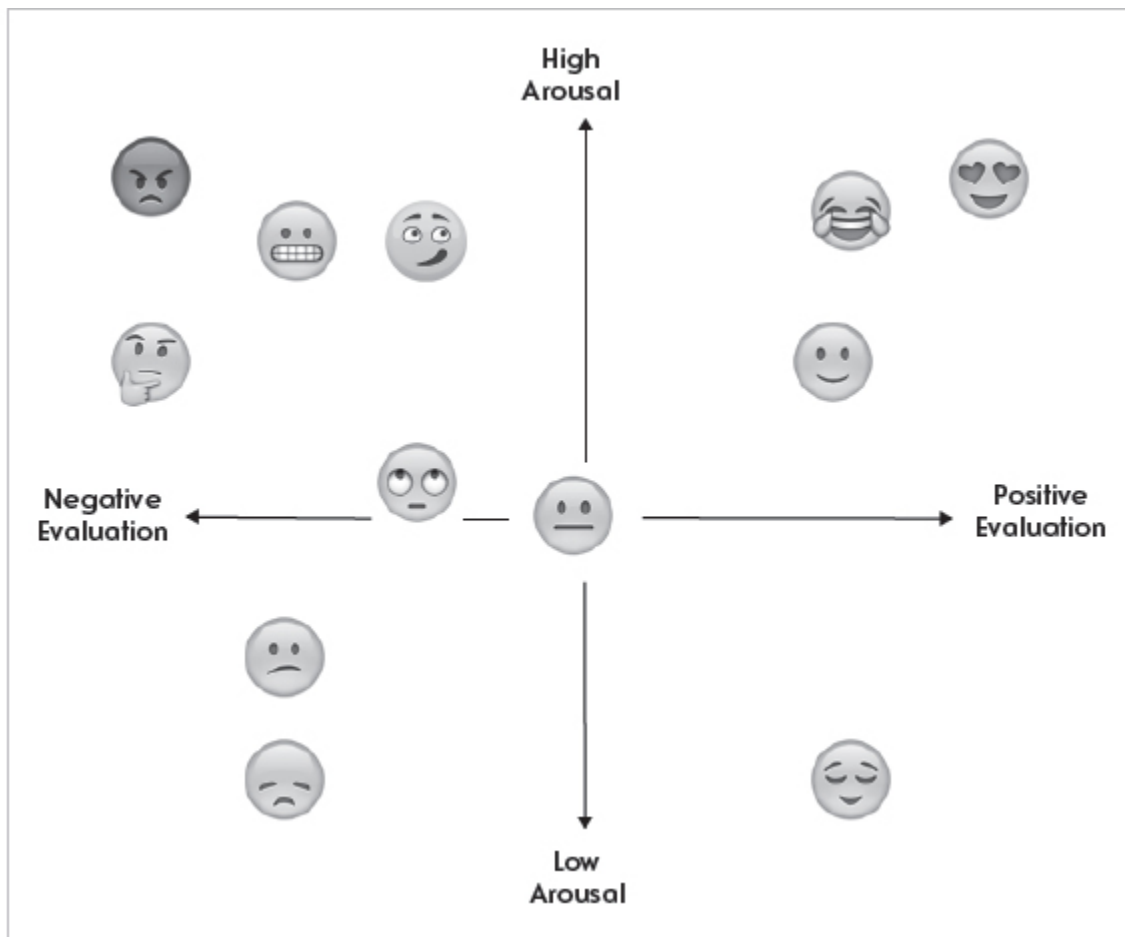 High
Arousal
Negative
Evaluation
Positive
Evaluation
Low
Arousal